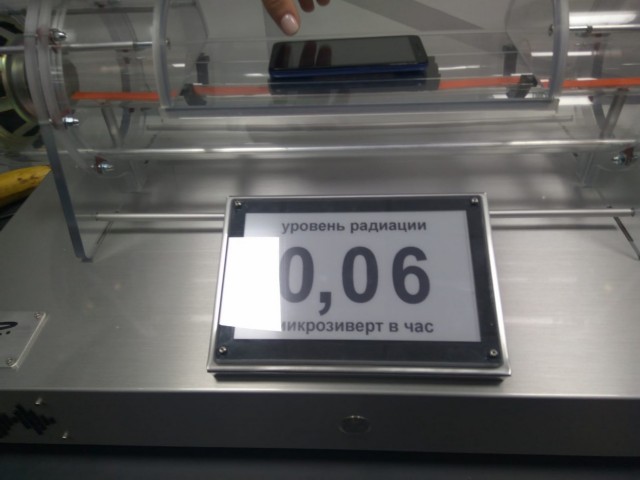 уровень радиации
0,06
микрозиверт в час